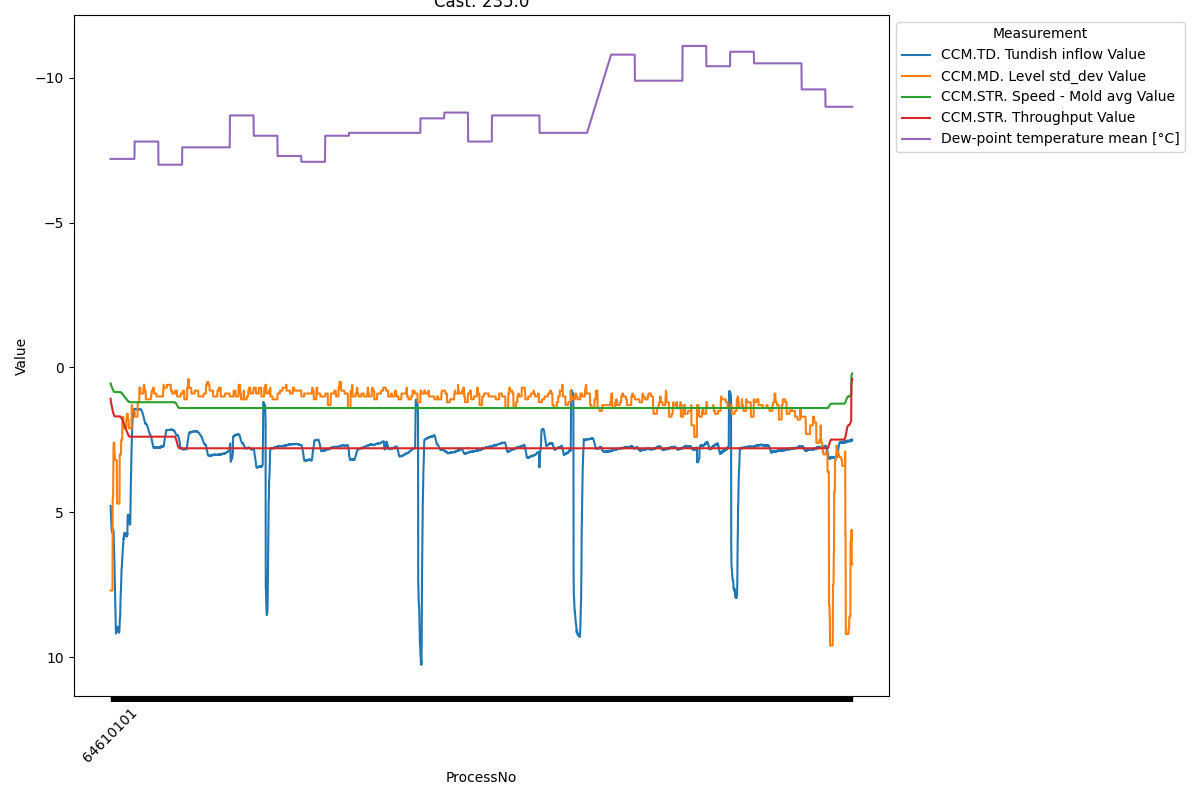 Cast: 235.0
Measurement
CCM.TD. Tundish inflow Value
CCM.MD. Level std_dev Value
CCM.STR. Speed - Mold avg Value
CCM.STR. Throughput Value
Dew-point temperature mean [°C]
−10
−5
0
5
10
Value
64610101
ProcessNo